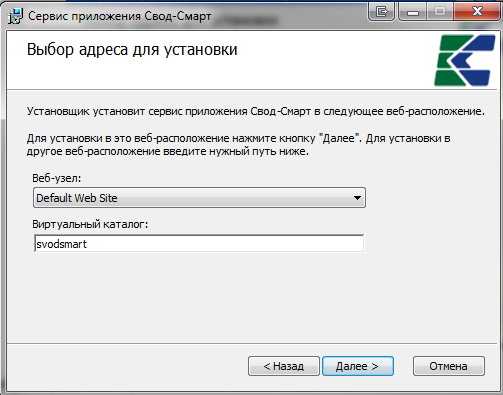 Сервис приложения Свод-Смарт
Выбор адреса для установки
Установщик установит сервис приложения Свод-Смарт в следующее веб-расположение.
Для установки в это веб-расположение нажмите кнопку "Далее". Для установки в
другое веб-расположение введите нужный путь ниже.
Веб-узел:
Default Web Site
Виртуальный каталог:
svodsmart
< Назад
Далее >
Отмена